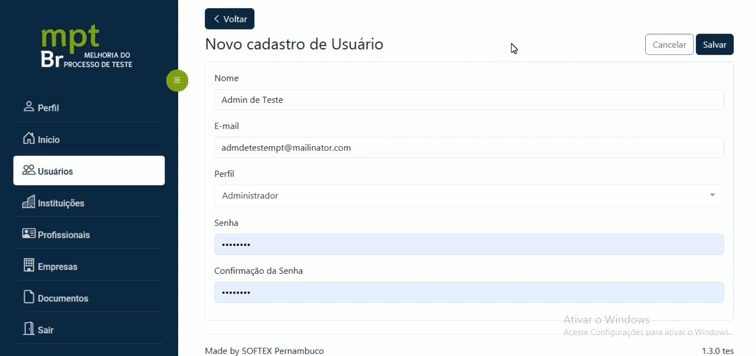 mpt
Br MELHORIA DO
PROCESSO DE TESTE
Perfil
Início
Usuários
Instituições
Profissionais
Empresas
Documentos
Sair
Voltar
Novo cadastro de Usuário
Cancelar
Salvar
Nome
Admin de Teste
E-mail
admdetestempt@mailinator.com
Perfil
Administrador
Senha
••••••••
Confirmação da Senha
••••••••
Ativar o Windows
Acesse Configurações para ativar o Windows.
Made by SOFTEX Pernambuco
1.3.0 tes